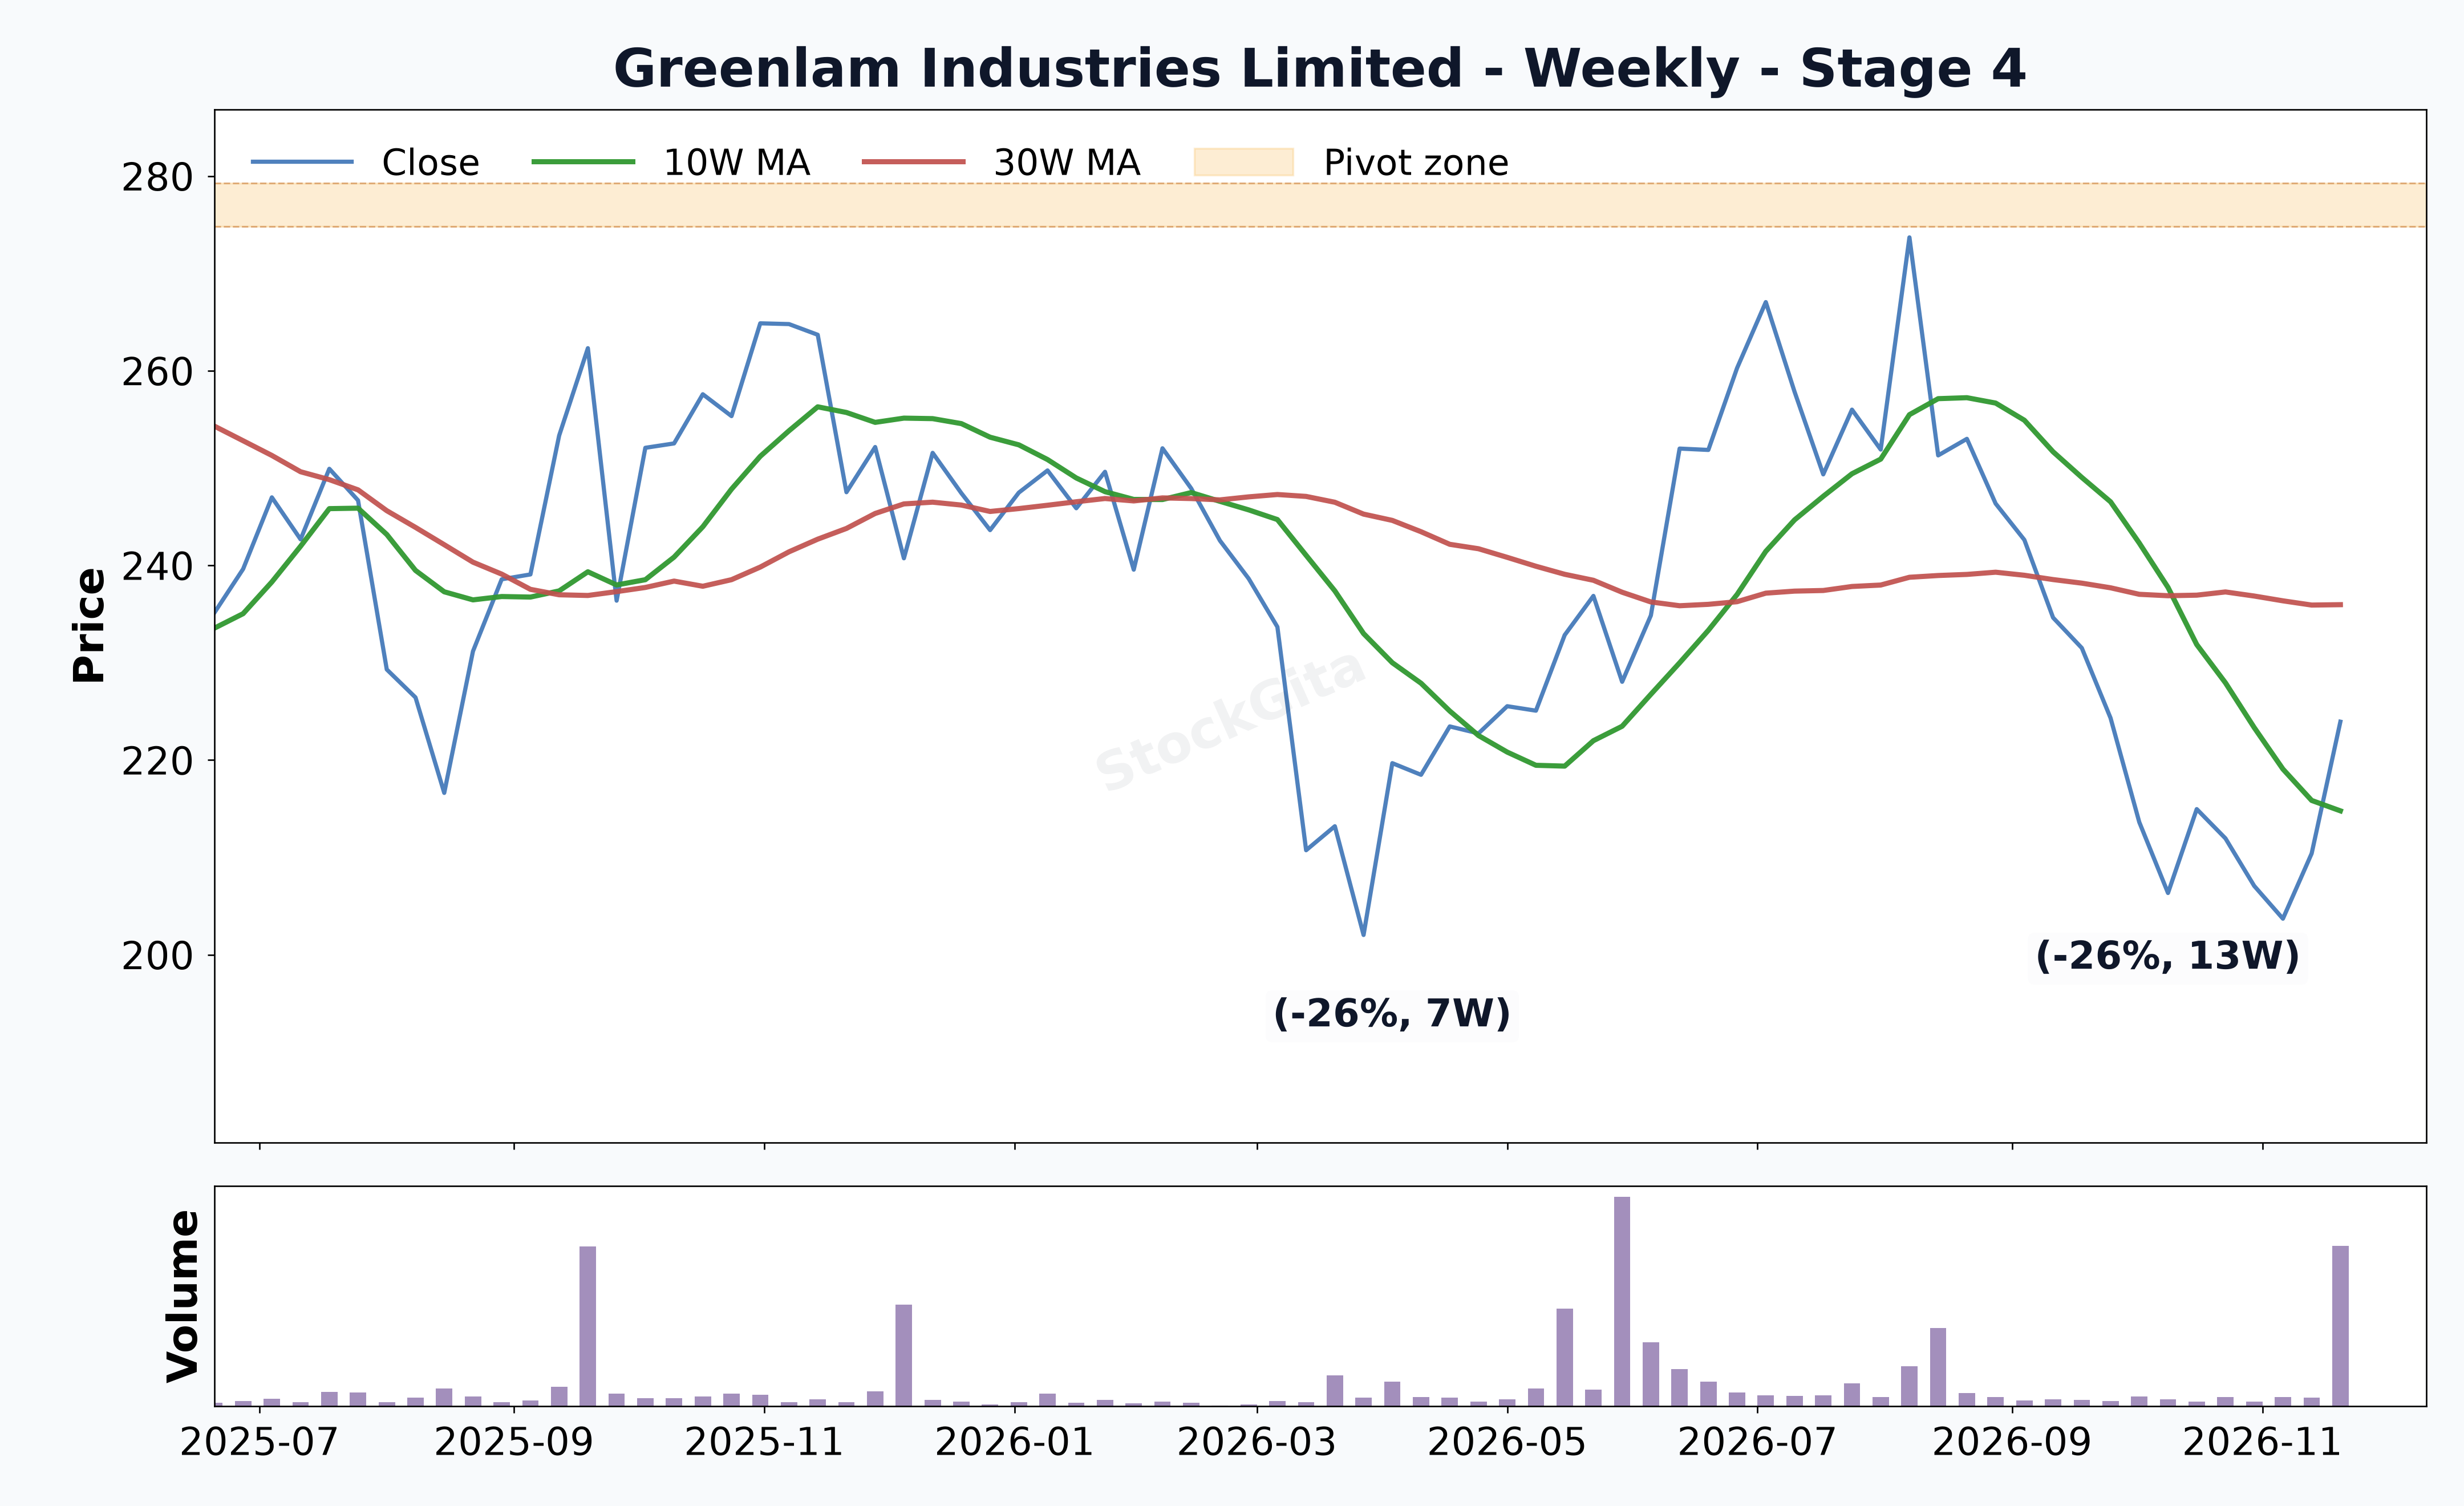 Greenlam Industries Limited - Weekly - Stage 4
Close 10W MA 30W MA Pivot zone
280
260
240
220
200
Price
StockGita
(-26%, 13W)
(-26%, 7W)
Volume
2025-07 2025-09 2025-11 2026-01 2026-03 2026-05 2026-07 2026-09 2026-11